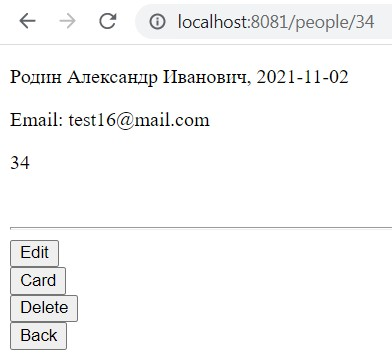 localhost:8081/people/34
Родин Александр Иванович, 2021-11-02
Email: test16@mail.com
34
Edit
Card
Delete
Back